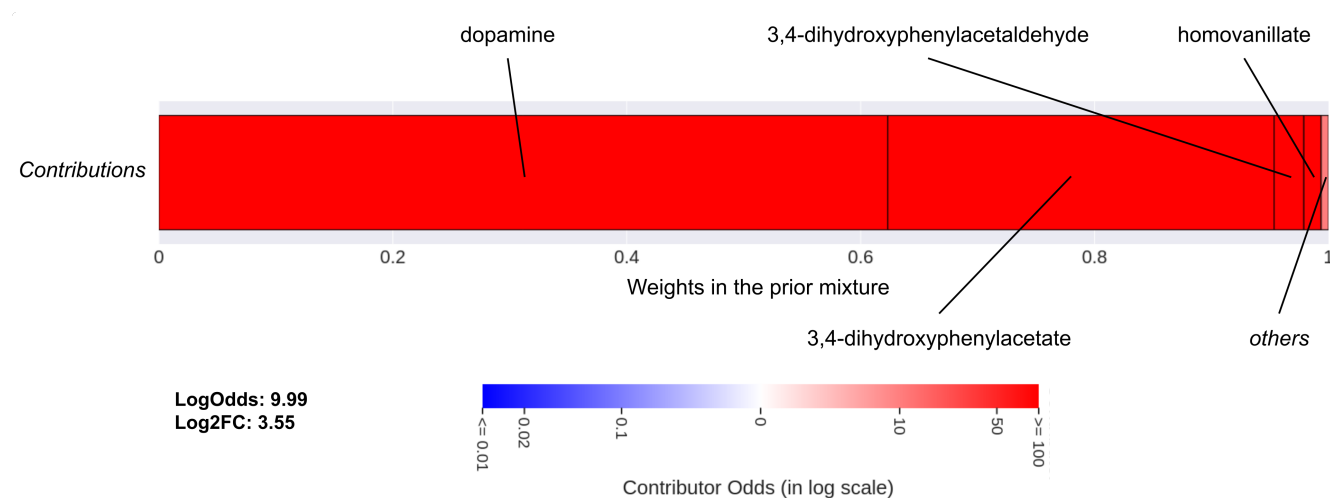 dopamine
3,4-dihydroxyphenylacetaldehyde
homovanillate
Contributions
0 0.2 0.4 0.6 0.8 1
Weights in the prior mixture
3,4-dihydroxyphenylacetate
others
LogOdds: 9.99
Log2FC: 3.55
<= 0.01 0.02 0.1 0 10 50 >= 100
Contributor Odds (in log scale)